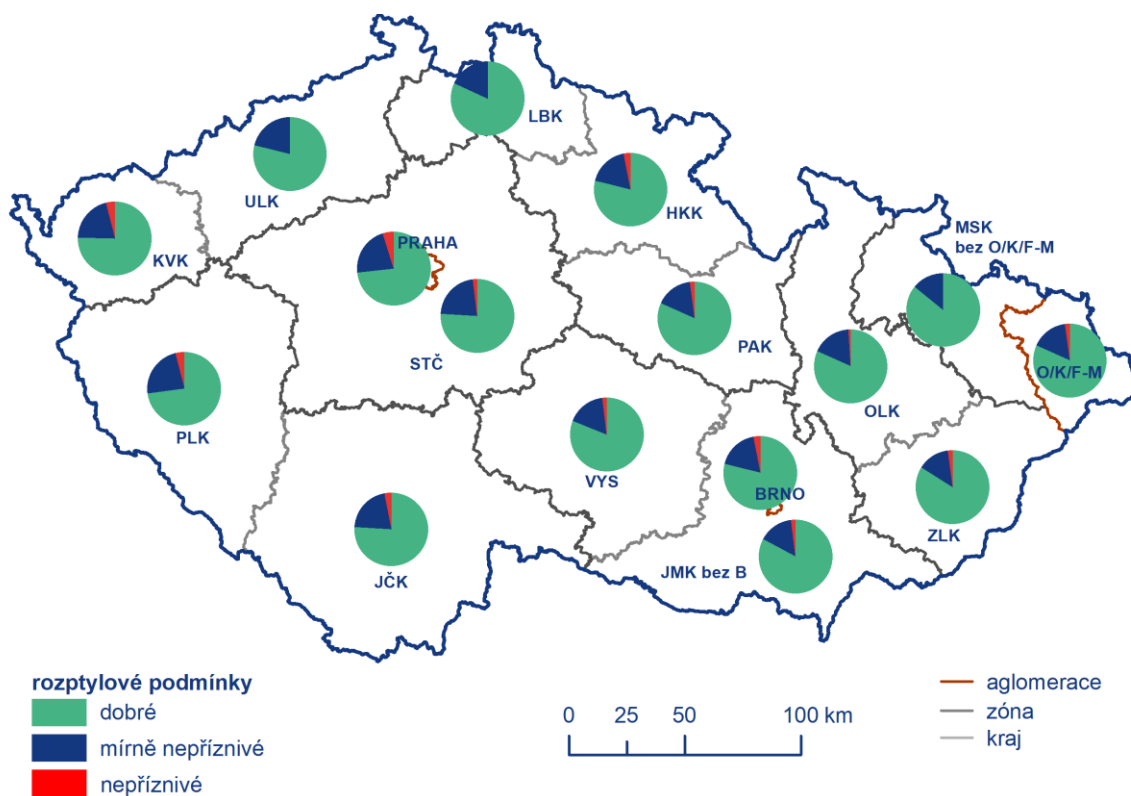 LBK
ULK
HKK
MSK
bez O/K/F-M
KVK
PRAHA
STČ
PAK
O/K/F-M
OLK
PLK
VYS
BRNO
ZLK
JČK
JMK bez B
rozptylové podmínky
dobré
mírně nepříznivé
nepříznivé
0 25 50 100 km
aglomerace
zóna
kraj